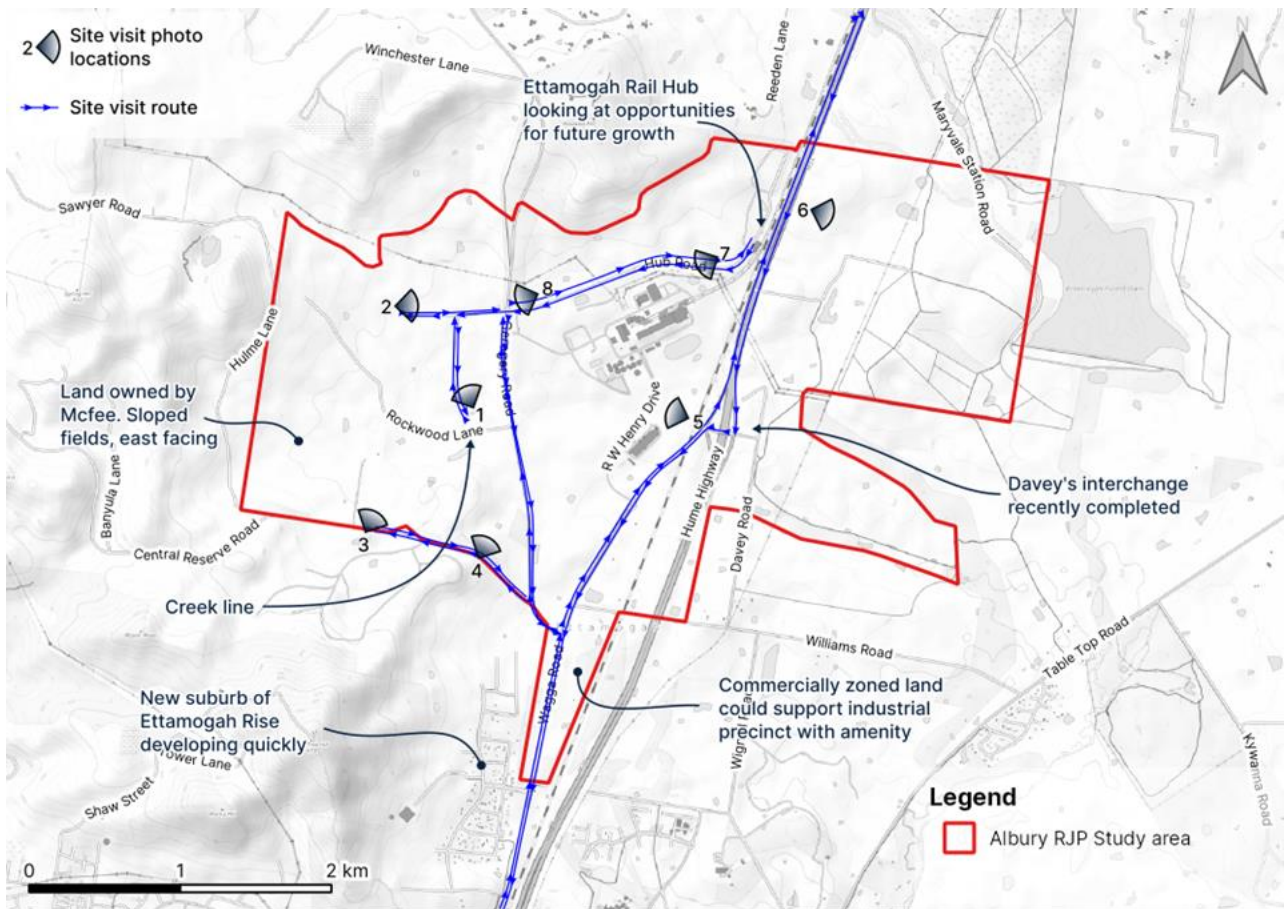 2
Site visit photo
locations
Site visit route
N
Winchester Lane
Reeden Lane
Ettamogah Rail Hub
looking at opportunities
for future growth
Maryvale Station Road
Sawyer Road
6
7
Hub Road
8
2
Hulme Lane
Gerogery Road
Land owned by
Mcfee. Sloped
fields, east facing
1
Rockwood Lane
R W Henry Drive
5
Banyula Lane
Hume Highway
Davey's interchange
recently completed
3
Central Reserve Road
4
Davey Road
Creek line
Wagga Road
Williams Road
Table Top Road
New suburb of
Ettamogah Rise
developing quickly
Commercially zoned land
could support industrial
precinct with amenity
Tower Lane
Kywanna Road
Shaw Street
Legend
Albury RJP Study area
0 1 2 km